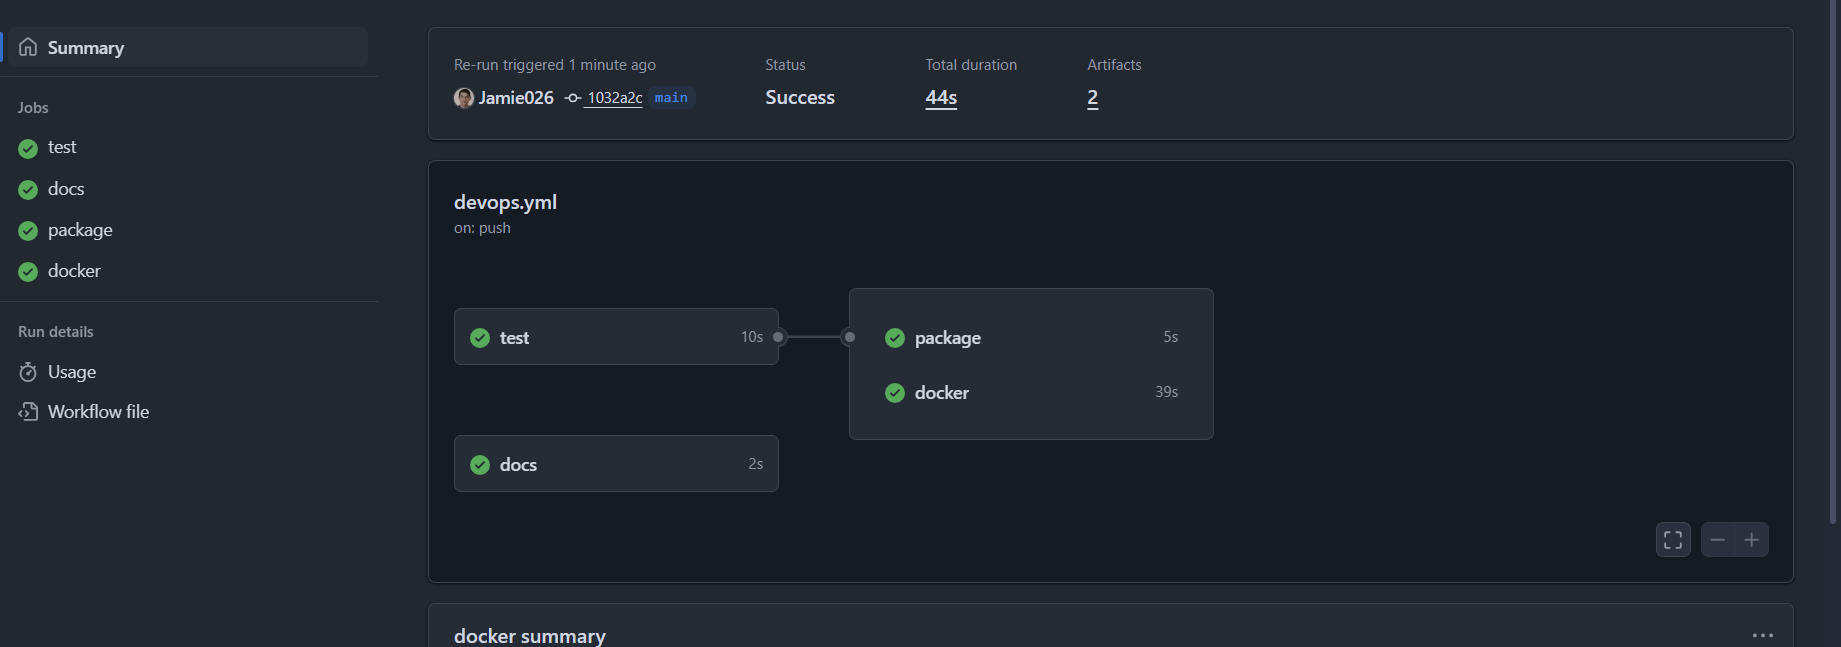 Summary
Jobs
test
docs
package
docker
Run details
Usage
Workflow file
Re-run triggered 1 minute ago
Jamie026 1032a2c main
Status
Success
Total duration
44s
Artifacts
2
devops.yml
on: push
test 10s
package 5s
docker 39s
docs 2s
docker summary